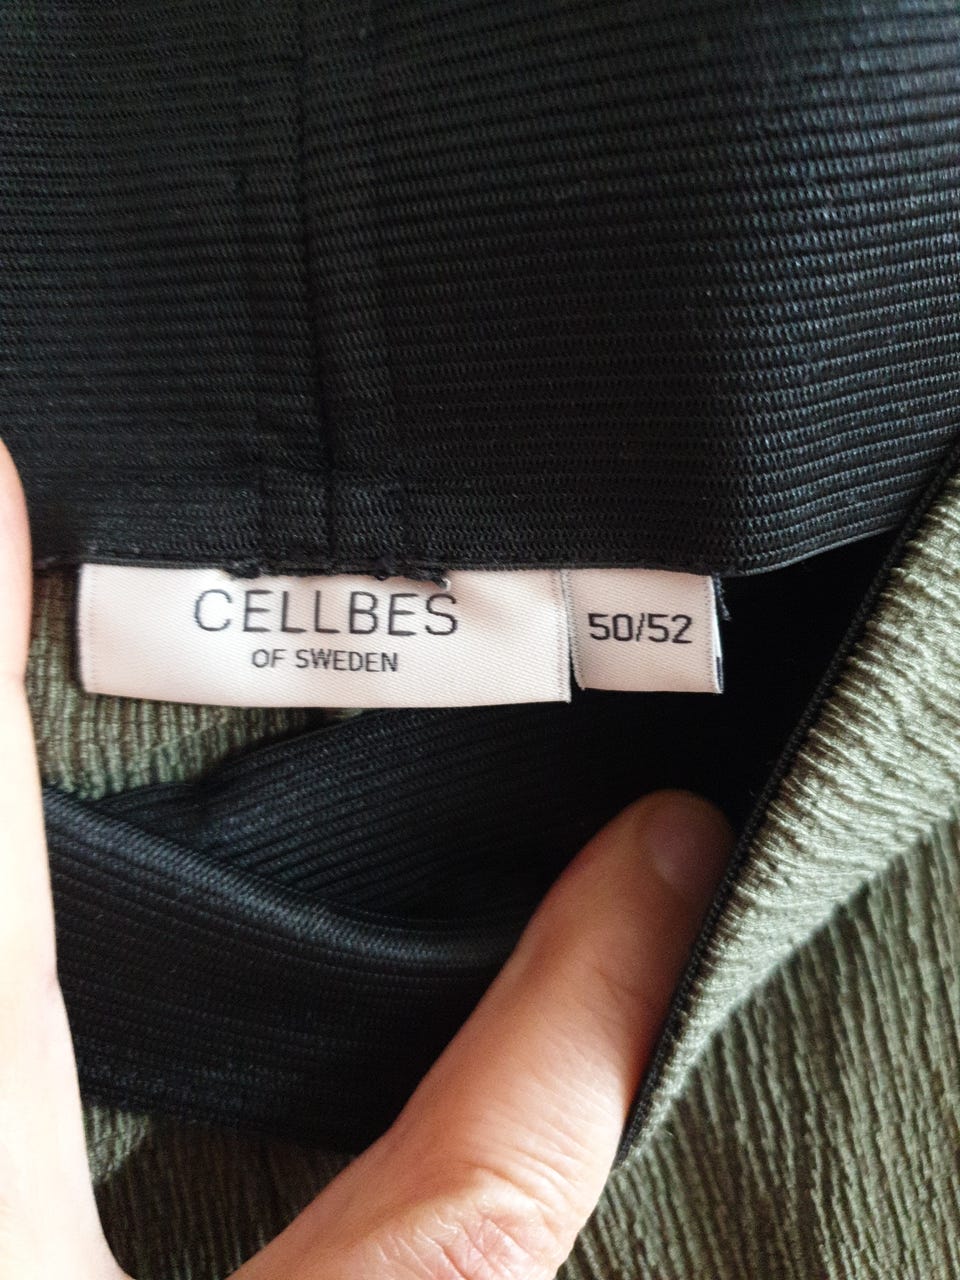 CELLBES
OF SWEDEN
50/52